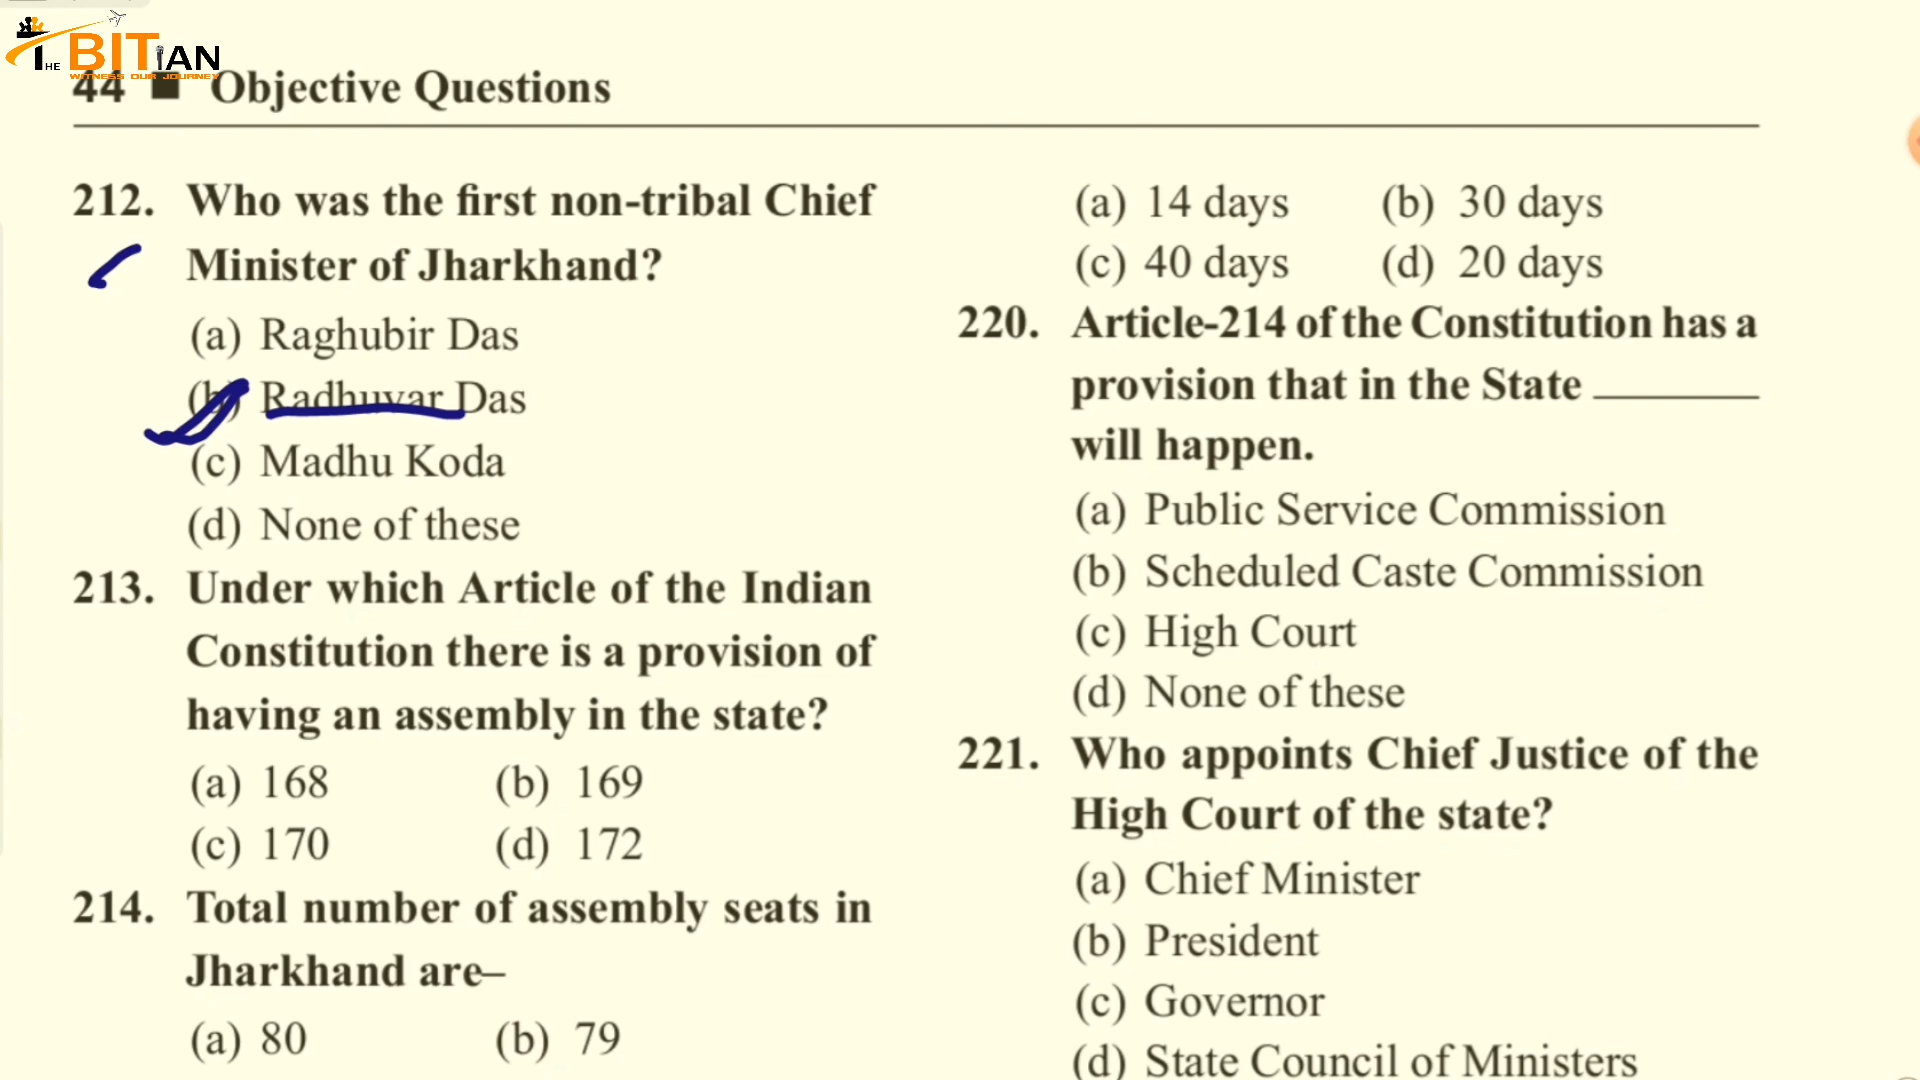 THE BITIAN
WITNESS OUR JOURNEY
44 ■ Objective Questions
212. Who was the first non-tribal Chief
Minister of Jharkhand?
(a) Raghubir Das
(b) Radhuvar Das
(c) Madhu Koda
(d) None of these
213. Under which Article of the Indian
Constitution there is a provision of
having an assembly in the state?
(a) 168 (b) 169
(c) 170 (d) 172
214. Total number of assembly seats in
Jharkhand are–
(a) 80 (b) 79
(a) 14 days (b) 30 days
(c) 40 days (d) 20 days
220. Article-214 of the Constitution has a
provision that in the State ________
will happen.
(a) Public Service Commission
(b) Scheduled Caste Commission
(c) High Court
(d) None of these
221. Who appoints Chief Justice of the
High Court of the state?
(a) Chief Minister
(b) President
(c) Governor
(d) State Council of Ministers